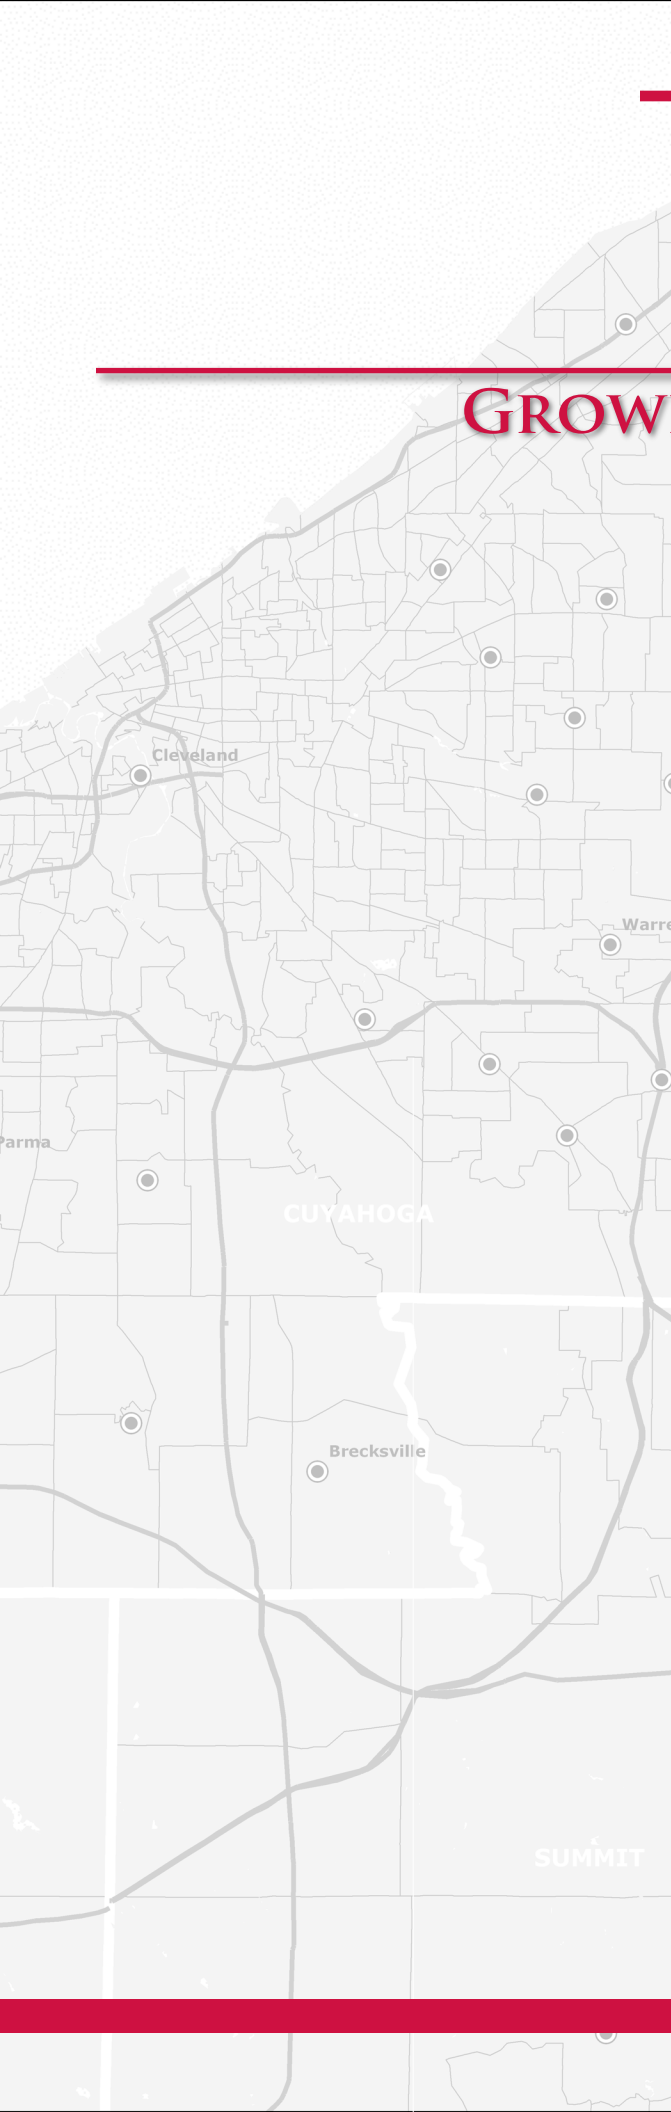 GROW
Cleveland
Warre
Parma
CUYAHOGA
Brecksville
SUMMIT